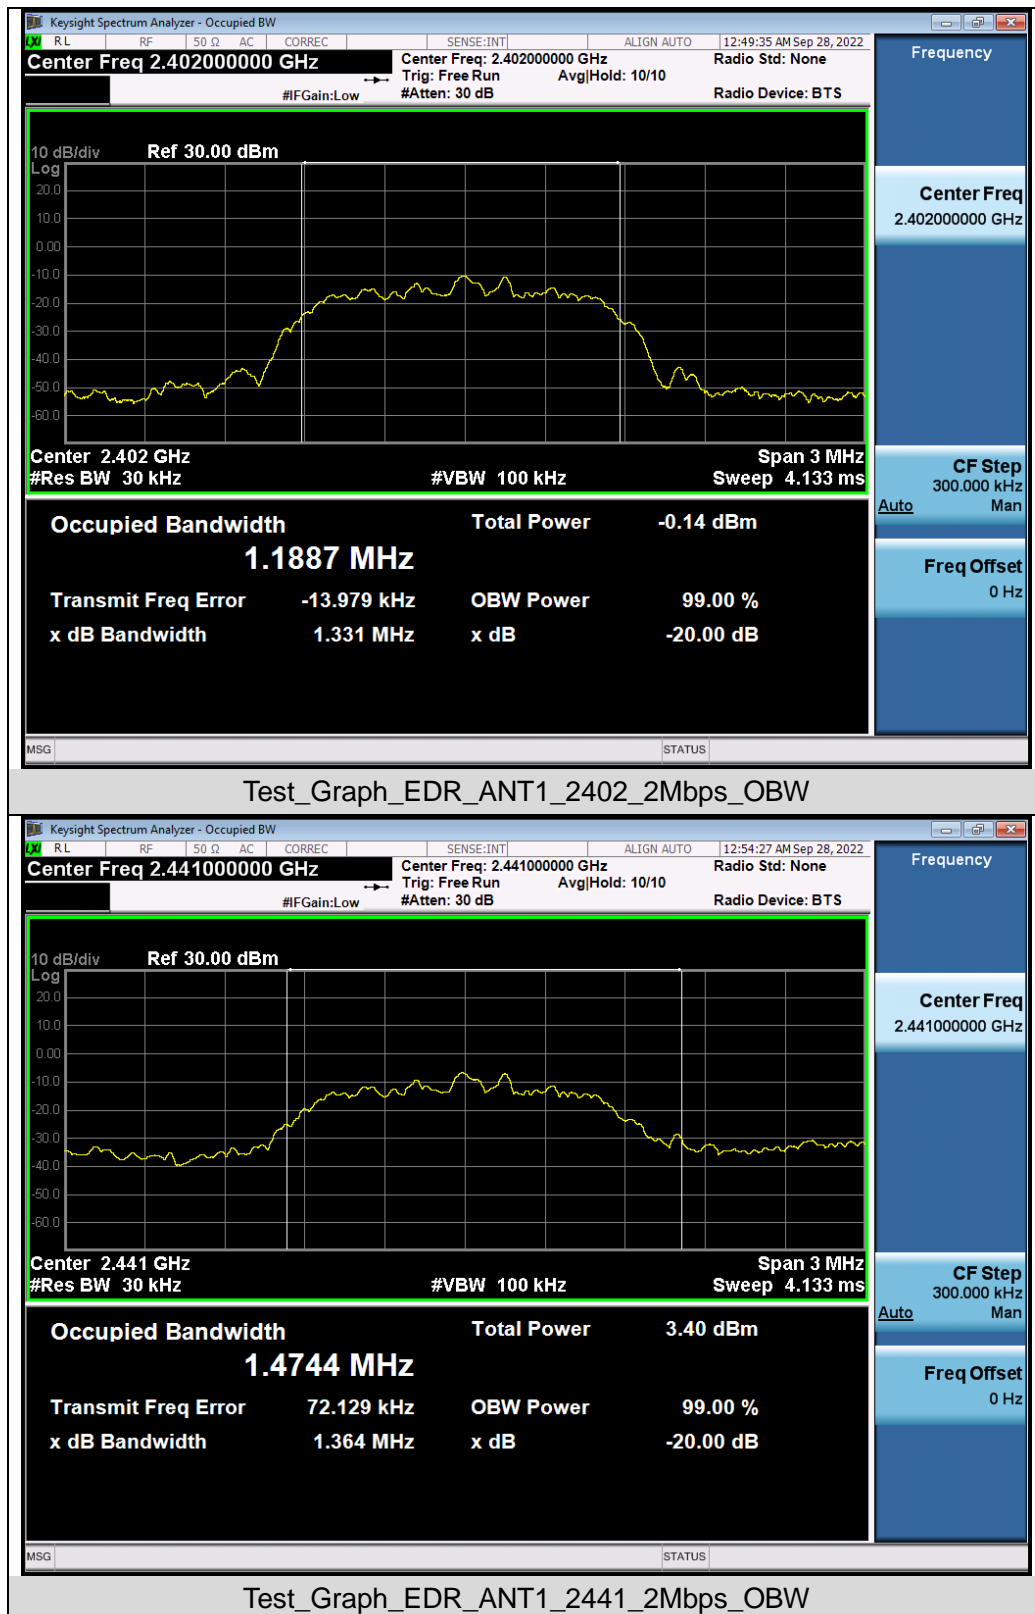 Keysight Spectrum Analyzer - Occupied BW
LXI RL RF 50 Ω AC CORREC SENSE:INT ALIGN AUTO 12:49:35 AM Sep 28, 2022
Center Freq 2.402000000 GHz Center Freq: 2.402000000 GHz Radio Std: None Frequency
Trig: Free Run Avg|Hold: 10/10
#IFGain:Low #Atten: 30 dB Radio Device: BTS
10 dB/div Ref 30.00 dBm
Log
20.0
10.0
0.00
-10.0
-20.0
-30.0
-40.0
-50.0
-60.0
Center 2.402 GHz Span 3 MHz
#Res BW 30 kHz #VBW 100 kHz Sweep 4.133 ms
Occupied Bandwidth Total Power -0.14 dBm
1.1887 MHz
Transmit Freq Error -13.979 kHz OBW Power 99.00 %
x dB Bandwidth 1.331 MHz x dB -20.00 dB
Center Freq
2.402000000 GHz
CF Step
300.000 kHz
Auto Man
Freq Offset
0 Hz
MSG STATUS
Test_Graph_EDR_ANT1_2402_2Mbps_OBW
Keysight Spectrum Analyzer - Occupied BW
LXI RL RF 50 Ω AC CORREC SENSE:INT ALIGN AUTO 12:54:27 AM Sep 28, 2022
Center Freq 2.441000000 GHz Center Freq: 2.441000000 GHz Radio Std: None Frequency
Trig: Free Run Avg|Hold: 10/10
#IFGain:Low #Atten: 30 dB Radio Device: BTS
10 dB/div Ref 30.00 dBm
Log
20.0
10.0
0.00
-10.0
-20.0
-30.0
-40.0
-50.0
-60.0
Center 2.441 GHz Span 3 MHz
#Res BW 30 kHz #VBW 100 kHz Sweep 4.133 ms
Occupied Bandwidth Total Power 3.40 dBm
1.4744 MHz
Transmit Freq Error 72.129 kHz OBW Power 99.00 %
x dB Bandwidth 1.364 MHz x dB -20.00 dB
Center Freq
2.441000000 GHz
CF Step
300.000 kHz
Auto Man
Freq Offset
0 Hz
MSG STATUS
Test_Graph_EDR_ANT1_2441_2Mbps_OBW